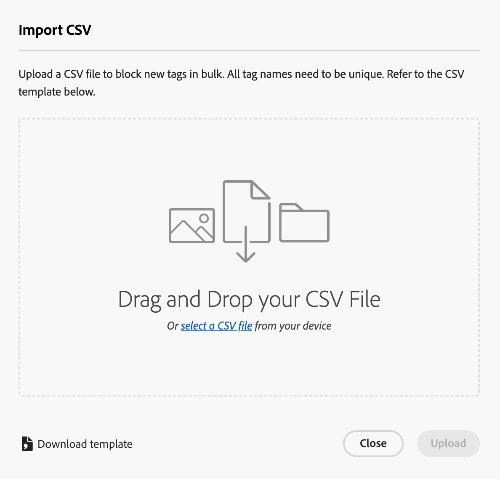 Import CSV
Upload a CSV file to block new tags in bulk. All tag names need to be unique. Refer to the CSV
template below.
Drag and Drop your CSV File
Or select a CSV file from your device
Download template
Close
Upload